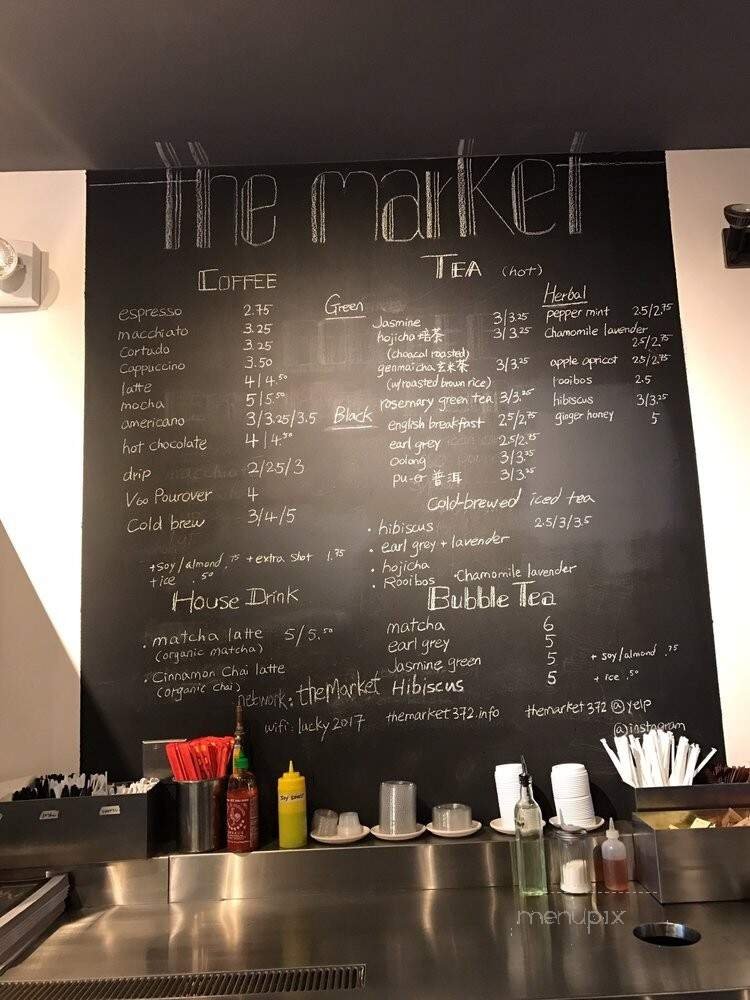 The Market
COFFEE
espresso 2.75
macchiato 3.25
Cortado 3.25
Cappuccino 3.50
latte 4/4.50
mocha 5/5.50
americano 3/3.25/3.5
hot chocolate 4/4.50
drip 2/25/3
V60 Pourover 4
Cold brew 3/4/5
+soy/almond .75 +extra shot 1.75
+ice .50
TEA (hot)
Green
Jasmine 3/3.25
hojicha 培茶 3/3.25
(choacal roasted)
genmaicha 玄米茶 3/3.25
(w/roasted brown rice)
rosemary green tea 3/3.25
Black
english breakfast 2.5/2.75
earl grey 2.5/2.75
oolong 3/3.25
pu-er 普洱 3/3.25
Herbal
pepper mint 2.5/2.75
Chamomile lavender
2.5/2.75
apple apricot 2.5/2.75
rooibos 2.5
hibiscus 3/3.25
ginger honey 5
Cold-brewed iced tea
2.5/3/3.5
• hibiscus
• earl grey + lavender
• hojicha
• Rooibos • Chamomile lavender
House Drink
• matcha latte 5/5.50
(organic matcha)
• Cinnamon Chai latte
(organic chai)
Bubble Tea
matcha 6
earl grey 5
Jasmine green 5
Hibiscus 5
+ soy/almond .75
+ ice .50
network: theMarket
wifi: lucky2017 themarket372.info themarket372 @yelp
@instagram
SOY SAUCE
menupix